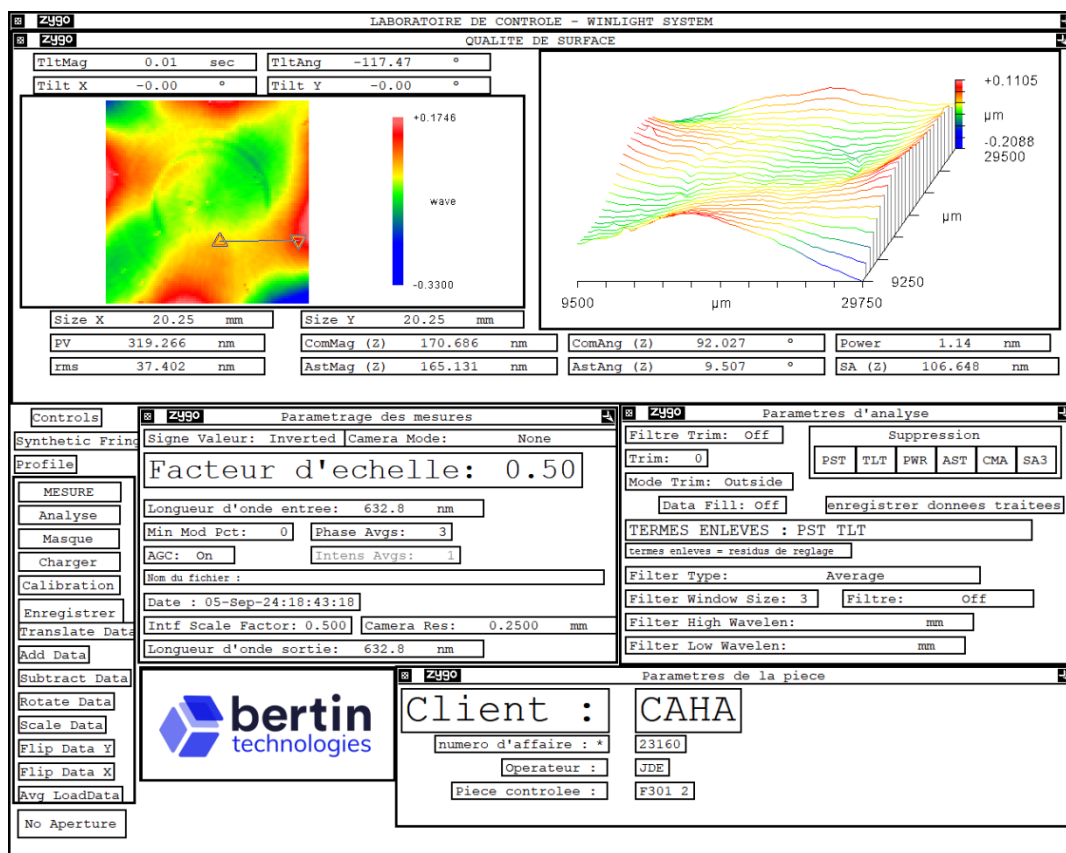 zygo LABORATOIRE DE CONTROLE - WINLIGHT SYSTEM
zygo QUALITE DE SURFACE
TltMag 0.01 sec TltAng -117.47 º
Tilt X -0.00 º Tilt Y -0.00 º
+0.1746
wave
-0.3300
+0.1105
µm
-0.2088
29500
µm
9250
9500 µm 29750
Size X 20.25 mm Size Y 20.25 mm
PV 319.266 nm ComMag (Z) 170.686 nm ComAng (Z) 92.027 º Power 1.14 nm
rms 37.402 nm AstMag (Z) 165.131 nm AstAng (Z) 9.507 º SA (Z) 106.648 nm
Controls
Synthetic Fring
Profile
MESURE
Analyse
Masque
Charger
Calibration
Enregistrer
Translate Data
Add Data
Subtract Data
Rotate Data
Scale Data
Flip Data Y
Flip Data X
Avg LoadData
No Aperture
zygo Parametrage des mesures
Signe Valeur: Inverted Camera Mode: None
Facteur d'echelle: 0.50
Longueur d'onde entree: 632.8 nm
Min Mod Pct: 0 Phase Avgs: 3
AGC: On Intens Avgs: 1
Nom du fichier :
Date : 05-Sep-24:18:43:18
Intf Scale Factor: 0.500 Camera Res: 0.2500 mm
Longueur d'onde sortie: 632.8 nm
zygo Parametres d'analyse
Filtre Trim: Off
Trim: 0
Mode Trim: Outside
Suppression
PST TLT PWR AST CMA SA3
Data Fill: Off enregistrer donnees traitees
TERMES ENLEVES : PST TLT
termes enleves = residus de reglage
Filter Type: Average
Filter Window Size: 3 Filtre: Off
Filter High Wavelen: mm
Filter Low Wavelen: mm
bertin
technologies
zygo Parametres de la piece
Client : CAHA
numero d'affaire : * 23160
Operateur : JDE
Piece controlee : F301 2